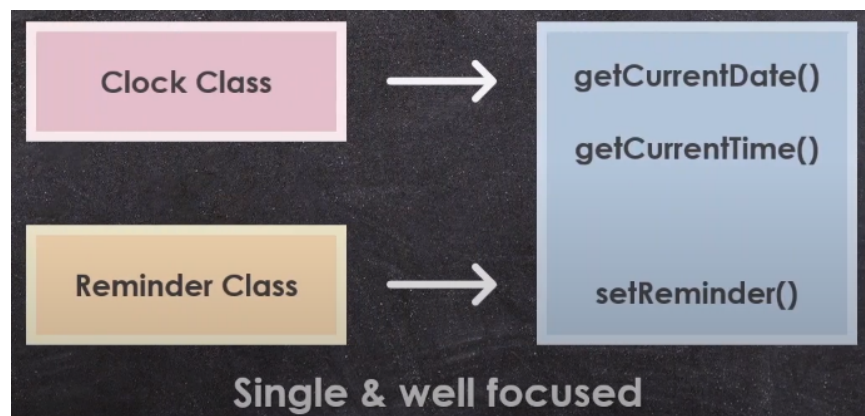 Clock Class
getCurrentDate()
getCurrentTime()
Reminder Class
setReminder()
Single & well focused